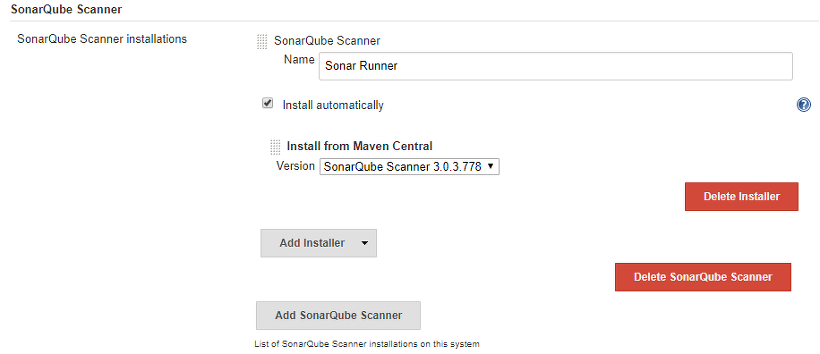 SonarQube Scanner
SonarQube Scanner installations
SonarQube Scanner
Name
Sonar Runner
Install automatically
?
Install from Maven Central
Version
SonarQube Scanner 3.0.3.778
Delete Installer
Add Installer
Delete SonarQube Scanner
Add SonarQube Scanner
List of SonarQube Scanner installations on this system